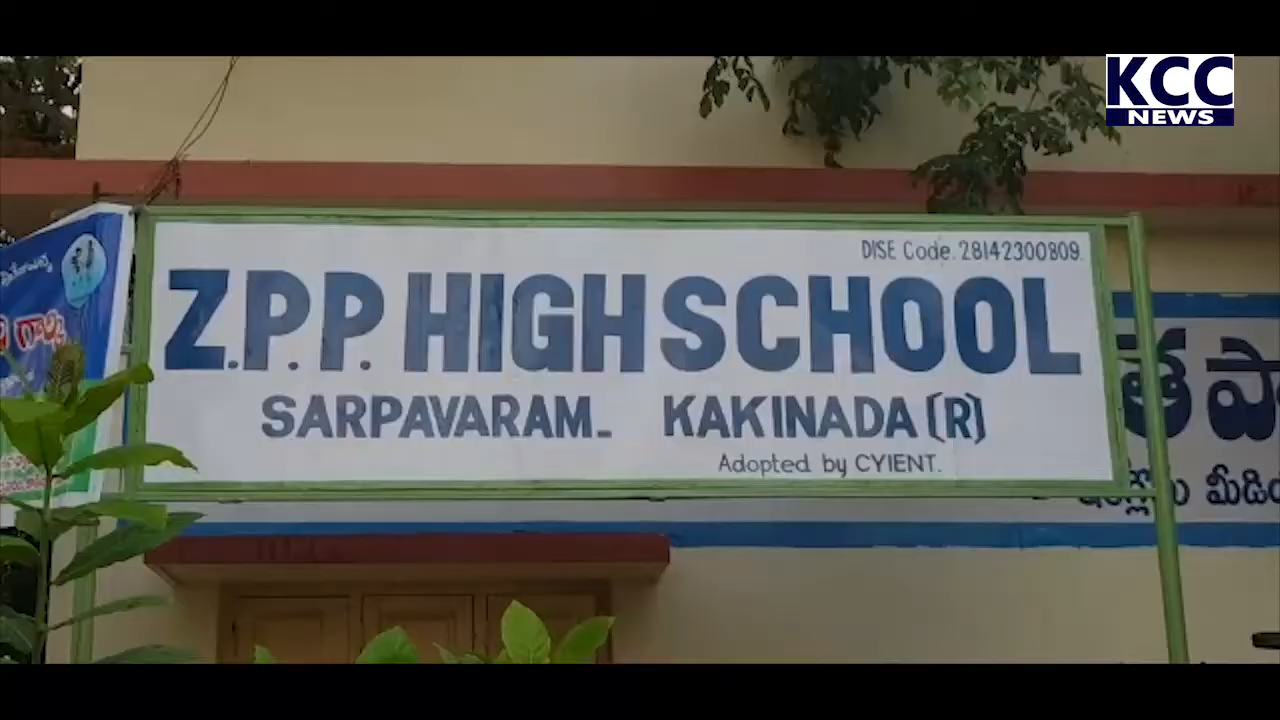 KCC
NEWS
DISE Code. 28142300809.
Z.P.P. HIGH SCHOOL
SARPAVARAM- KAKINADA (R)
Adopted by CYIENT.
మీడి